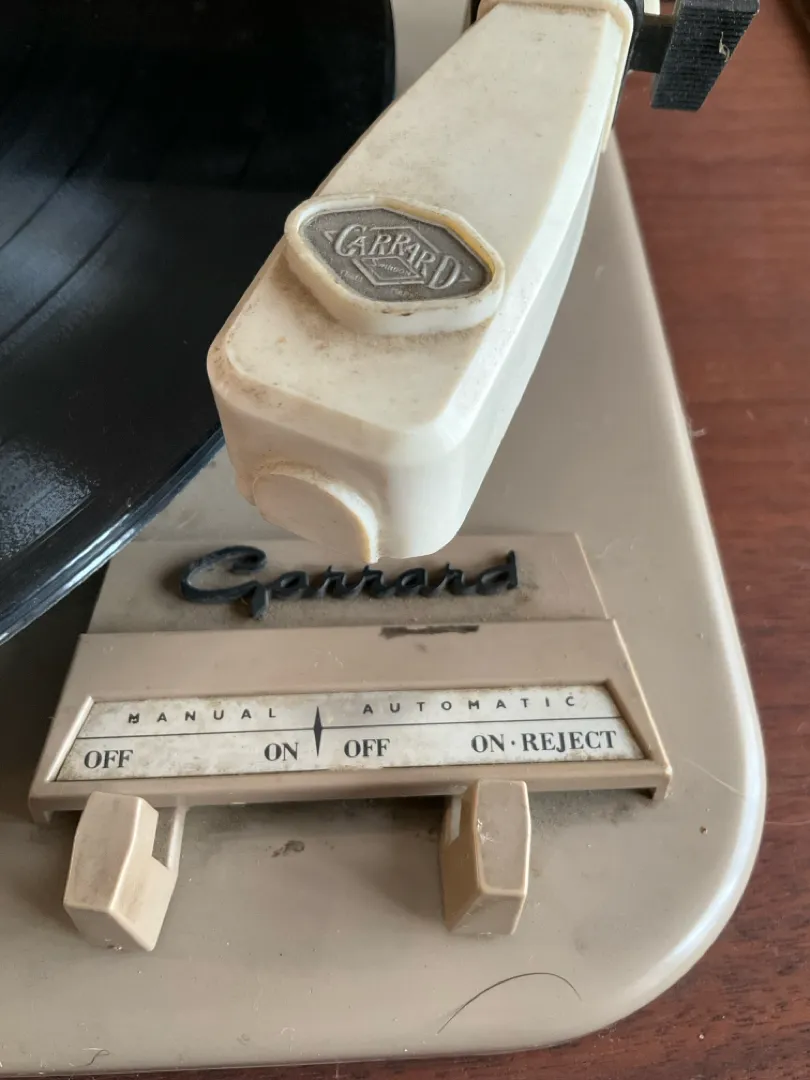 GARRARD
Garrard
MANUAL AUTOMATIC
OFF ON OFF ON·REJECT